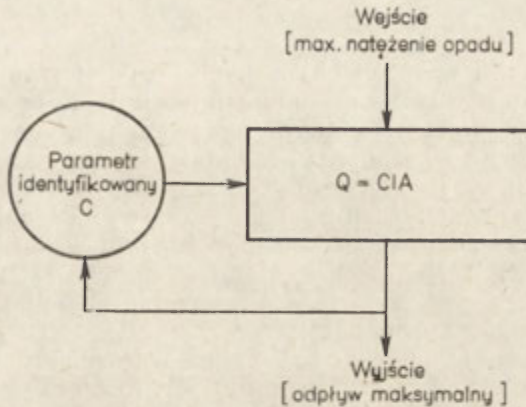 Wejście
[max. natężenie opadu]
Parametr
identyfikowany
C
Q = CIA
Wyjście
[odpływ maksymalny]